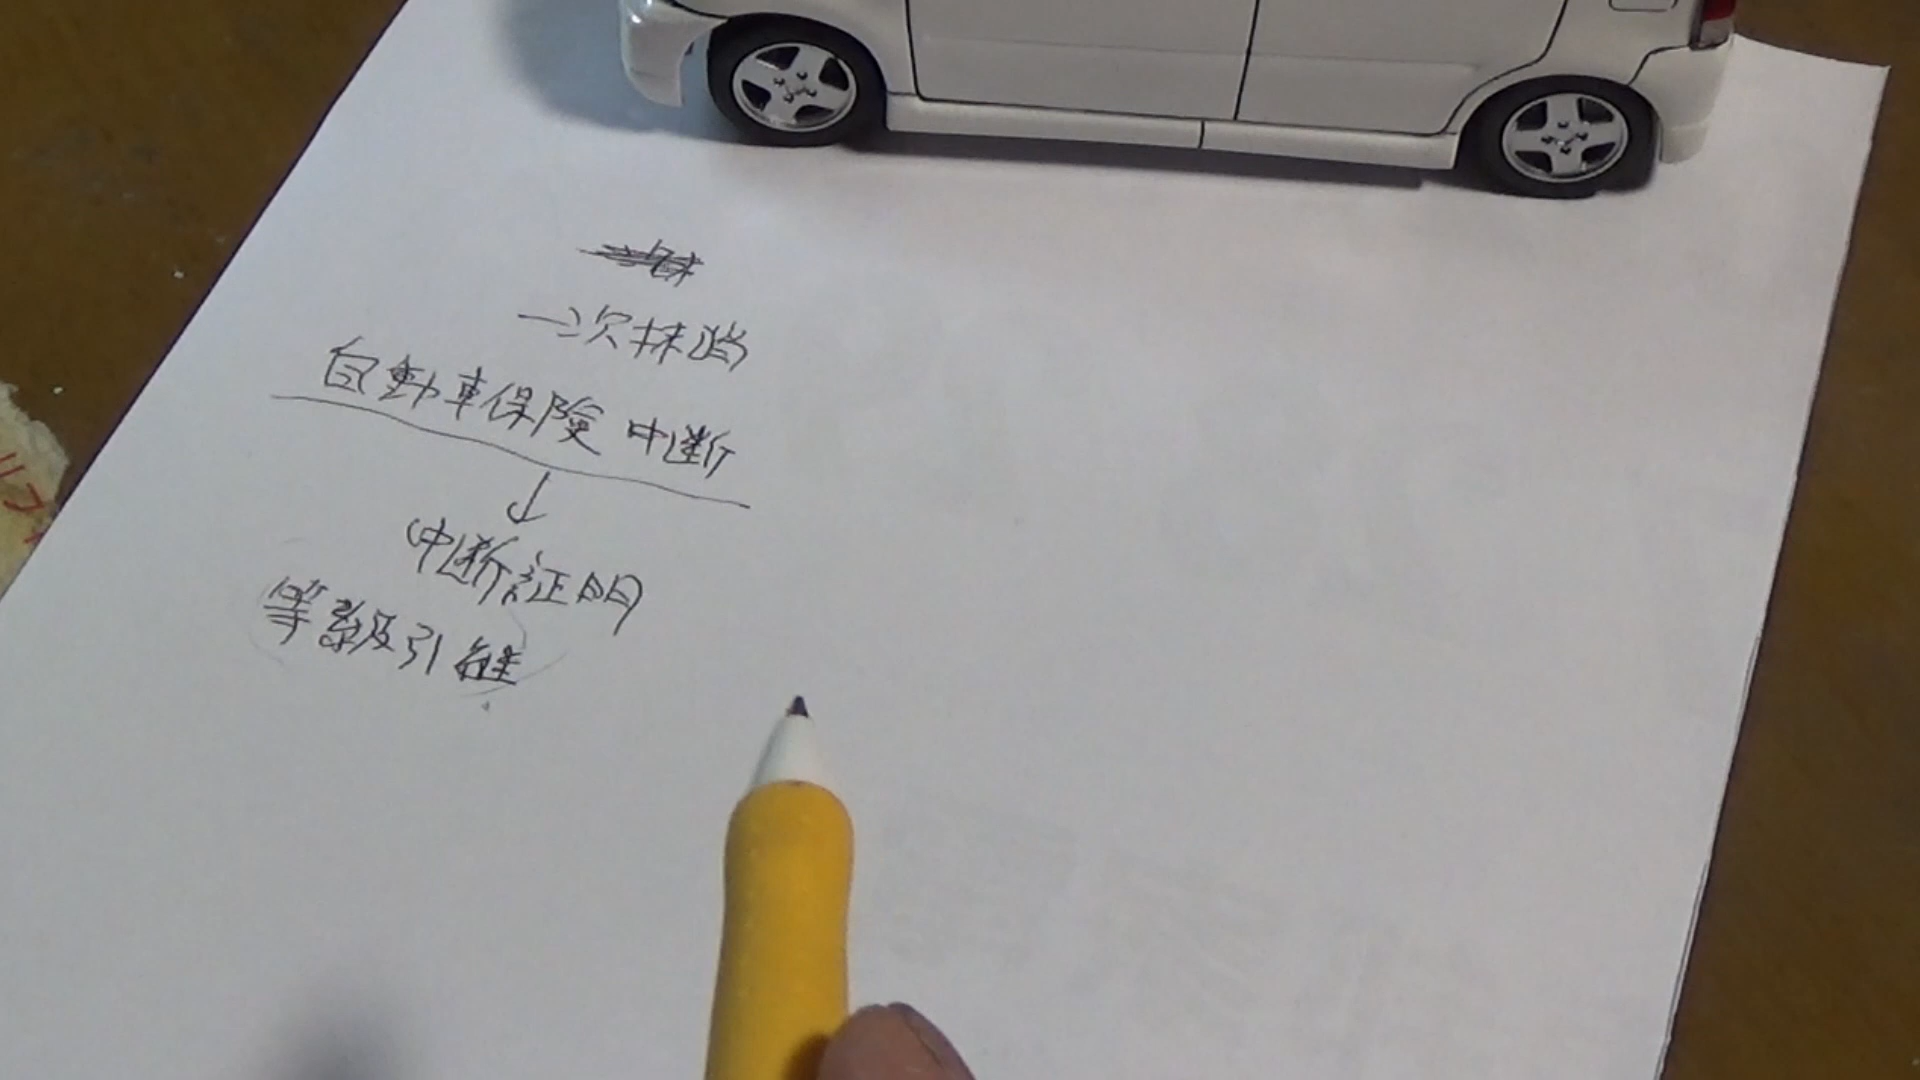 一次抹消
自動車保険 中断
↓
中断証明
等級引継